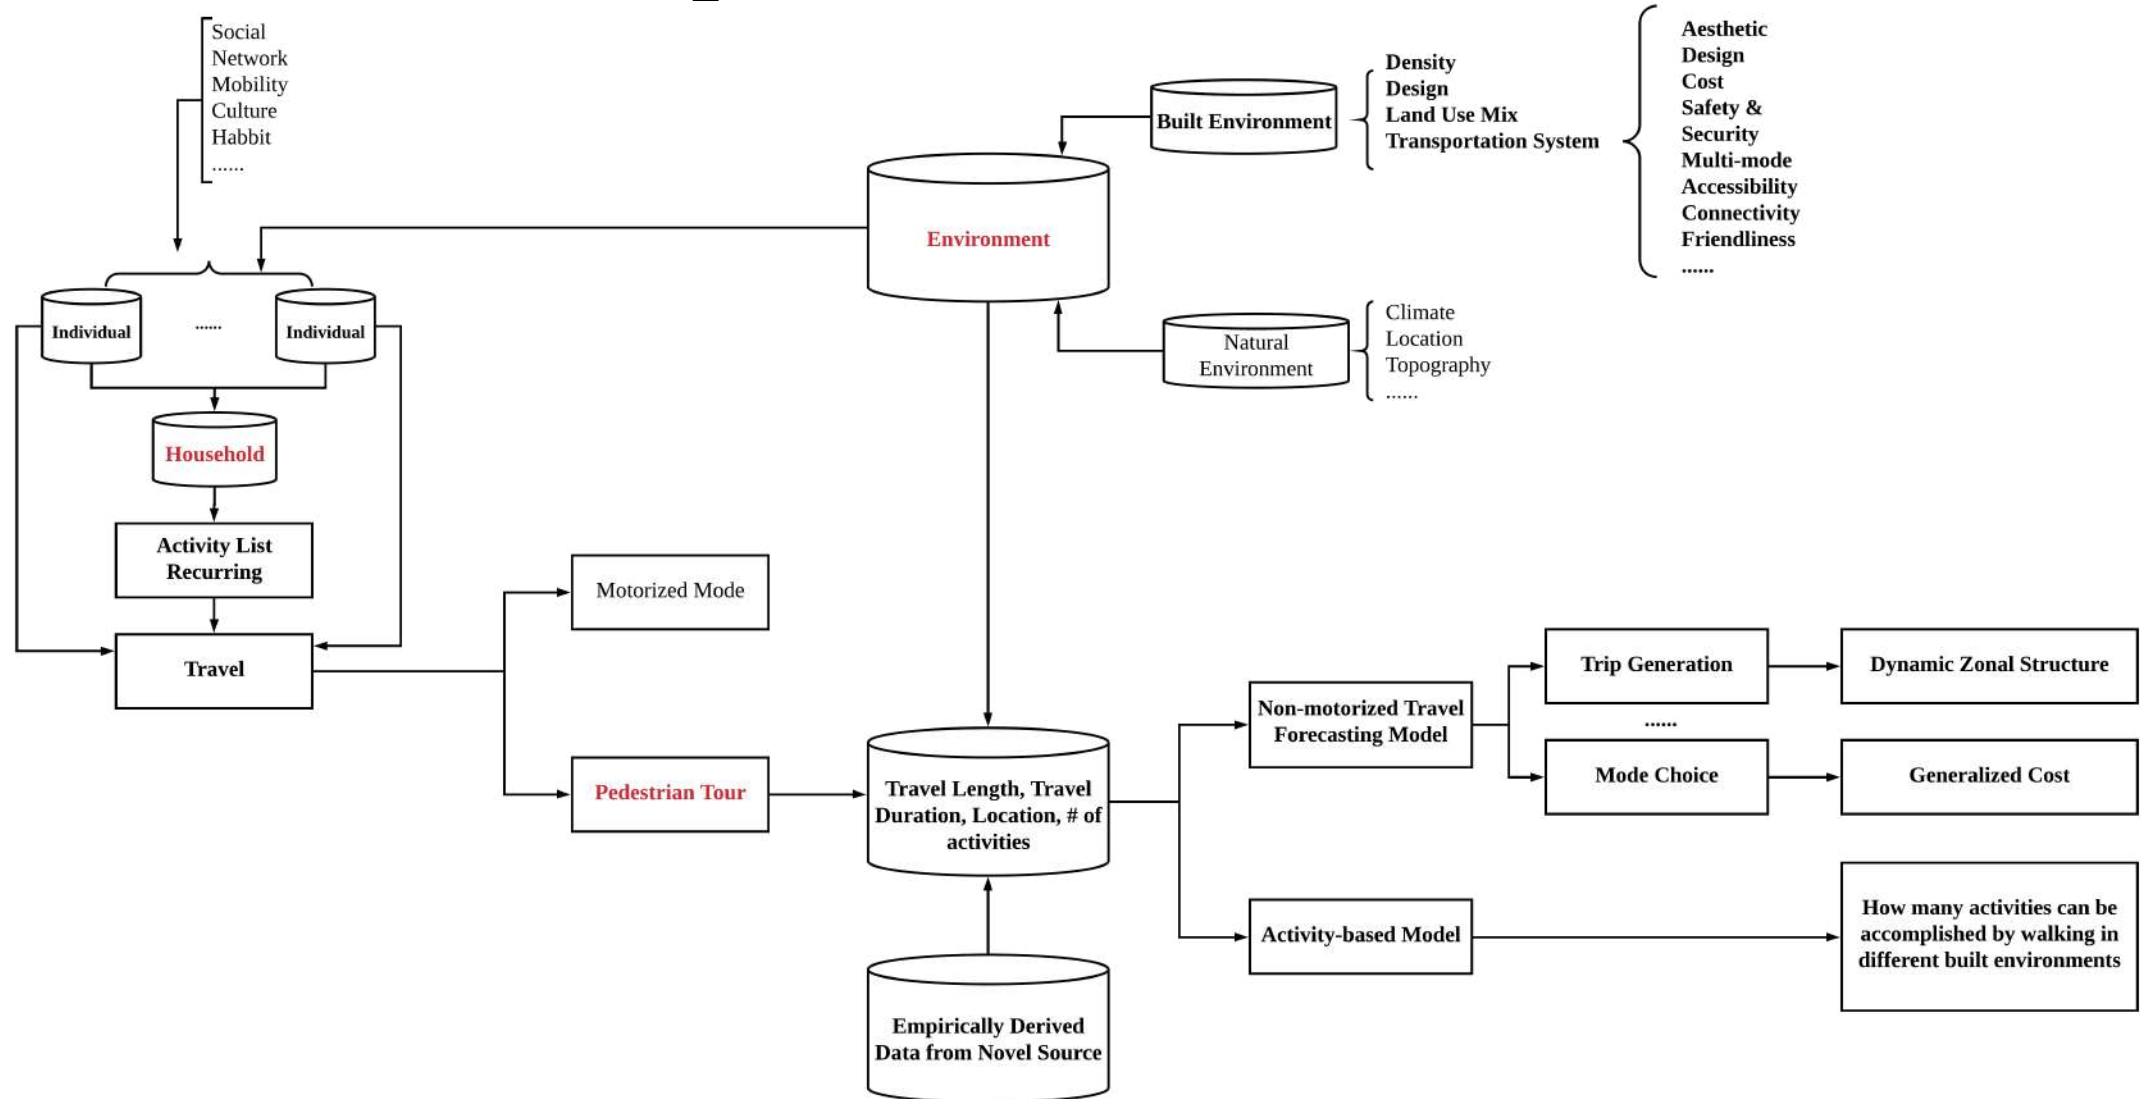 Social
Network
Mobility
Culture
Habbit
......
Density
Design
Land Use Mix
Transportation System
Aesthetic
Design
Cost
Safety &
Security
Multi-mode
Accessibility
Connectivity
Friendliness
......
Built Environment
Environment
Climate
Location
Topography
......
Natural
Environment
Individual
......
Individual
Household
Activity List
Recurring
Travel
Motorized Mode
Pedestrian Tour
Travel Length, Travel
Duration, Location, # of
activities
Empirically Derived
Data from Novel Source
Non-motorized Travel
Forecasting Model
Trip Generation
......
Mode Choice
Dynamic Zonal Structure
Generalized Cost
Activity-based Model
How many activities can be
accomplished by walking in
different built environments